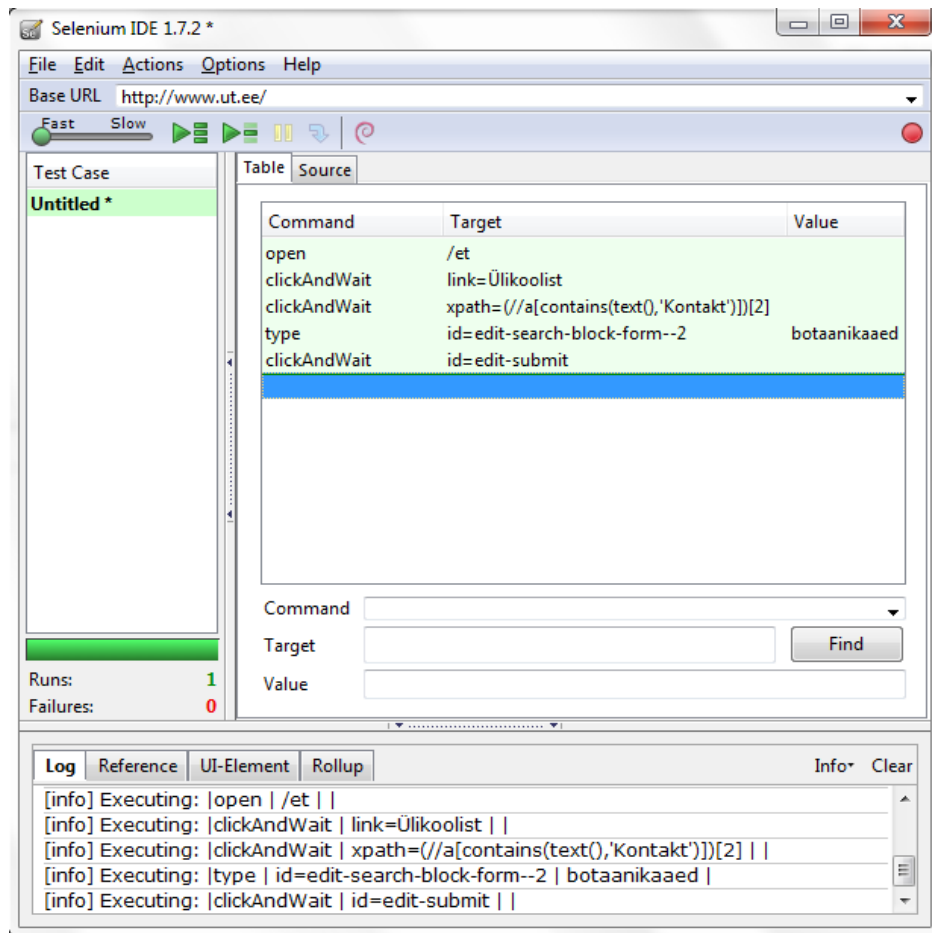 Selenium IDE 1.7.2 *
File Edit Actions Options Help
Base URL http://www.ut.ee/
Fast Slow
Test Case
Untitled *
Table Source
Command Target Value
open /et
clickAndWait link=Ülikoolist
clickAndWait xpath=(//a[contains(text(),'Kontakt')])[2]
type id=edit-search-block-form--2 botaanikaaed
clickAndWait id=edit-submit
Command
Target Find
Value
Runs: 1
Failures: 0
Log Reference UI-Element Rollup Info Clear
[info] Executing: |open | /et | |
[info] Executing: |clickAndWait | link=Ülikoolist | |
[info] Executing: |clickAndWait | xpath=(//a[contains(text(),'Kontakt')])[2] | |
[info] Executing: |type | id=edit-search-block-form--2 | botaanikaaed |
[info] Executing: |clickAndWait | id=edit-submit | |